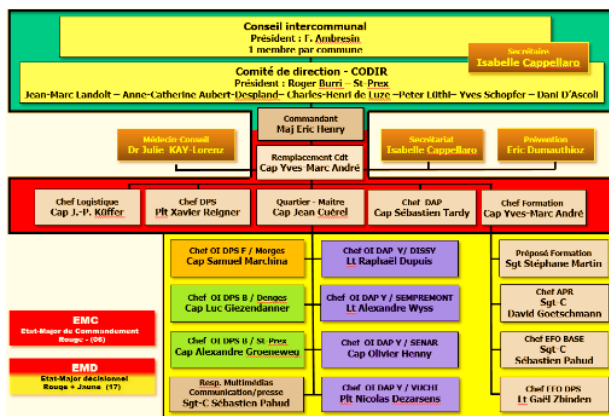 Conseil intercommunal
Président : F. Ambresin
1 membre par commune
Secrétaire
Isabelle Cappellaro
Comité de direction - CODIR
Président : Roger Burri – St-Prex
Jean-Marc Landolt – Anne-Catherine Aubert-Despland – Charles-Henri de Luze –Peter Lüthi– Yves Schopfer – Dani D'Ascoli
Commandant
Maj Eric Henry
Médecin-Conseil
Dr Julie KAY-Lorenz
Remplacement Cdt
Cap Yves-Marc André
Secrétariat
Isabelle Cappellaro
Prévention
Eric Dumauthioz
Chef Logistique
Cap J.-P. Küffer
Chef DPS
Plt Xavier Reigner
Quartier - Maître
Cap Jean Cuérel
Chef DAP
Cap Sébastien Tardy
Chef Formation
Cap Yves-Marc André
Chef OI DPS F / Morges
Cap Samuel Marchina
Chef OI DAP Y/ DISSY
Lt Raphaël Dupuis
Préposé Formation
Sgt Stéphane Martin
Chef OI DPS B / Denges
Cap Luc Giezendanner
Chef OI DAP Y / SEMPREMONT
Lt Alexandre Wyss
Chef APR
Sgt-C
David Goetschmann
Chef OI DPS B / St-Prex
Cap Alexandre Groeneweg
Chef OI DAP Y / SENAR
Cap Olivier Henny
Chef EFO BASE
Sgt-C
Sébastien Pahud
Resp. Multimédias
Communication/presse
Sgt-C Sébastien Pahud
Chef OI DAP Y / VUCHI
Plt Nicolas Dezarsens
Chef EFO DPS
Lt Gaël Zbinden
EMC
Etat-Major de Commandement
Rouge - (06)
EMD
Etat-Major décisionnel
Rouge + Jaune (17)